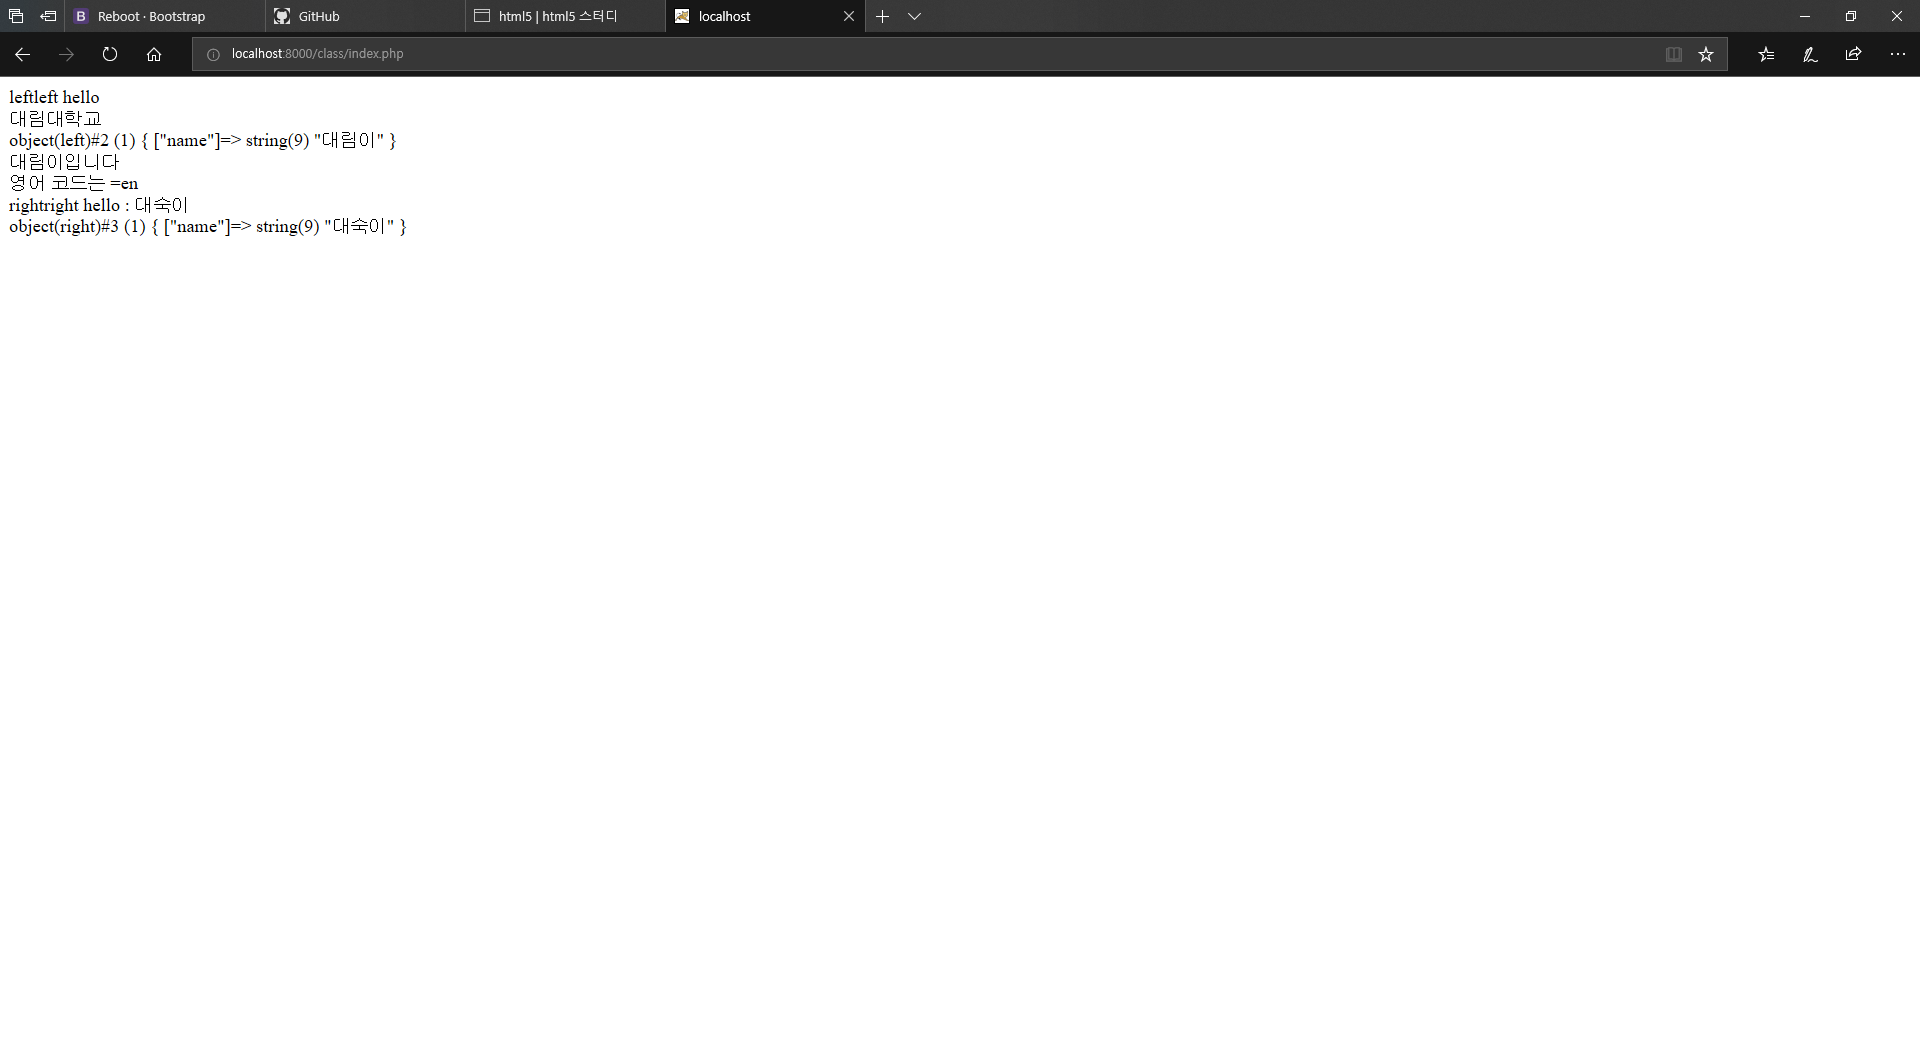 Reboot · Bootstrap
GitHub
html5 | html5 스터디
localhost
localhost:8000/class/index.php
leftleft hello
대림대학교
object(left)#2 (1) { ["name"]=> string(9) "대림이" }
대림이입니다
영어 코드는 =en
rightright hello : 대숙이
object(right)#3 (1) { ["name"]=> string(9) "대숙이" }